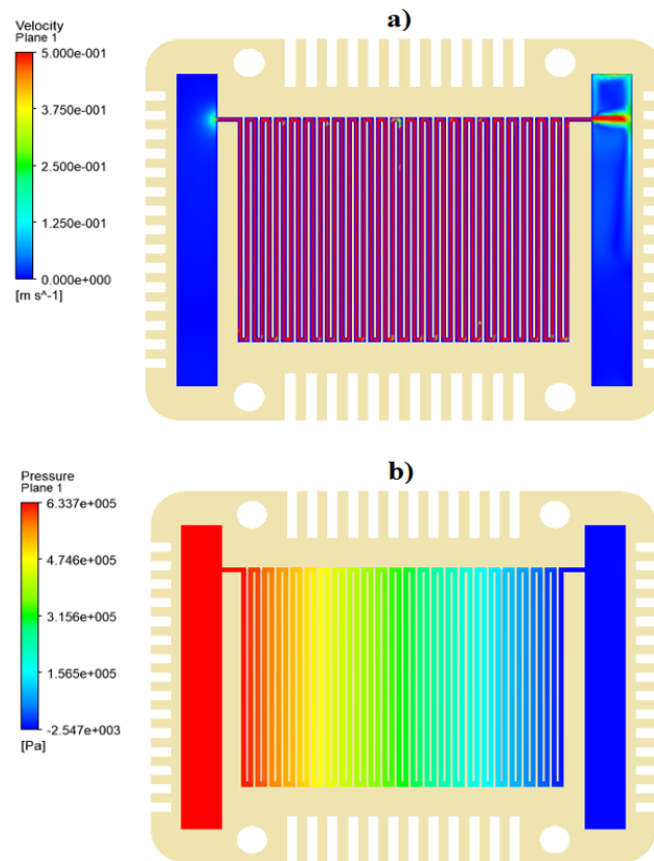 a)
Velocity
Plane 1
5.000e-001
3.750e-001
2.500e-001
1.250e-001
0.000e+000
[m s^-1]
b)
Pressure
Plane 1
6.337e+005
4.746e+005
3.156e+005
1.565e+005
-2.547e+003
[Pa]